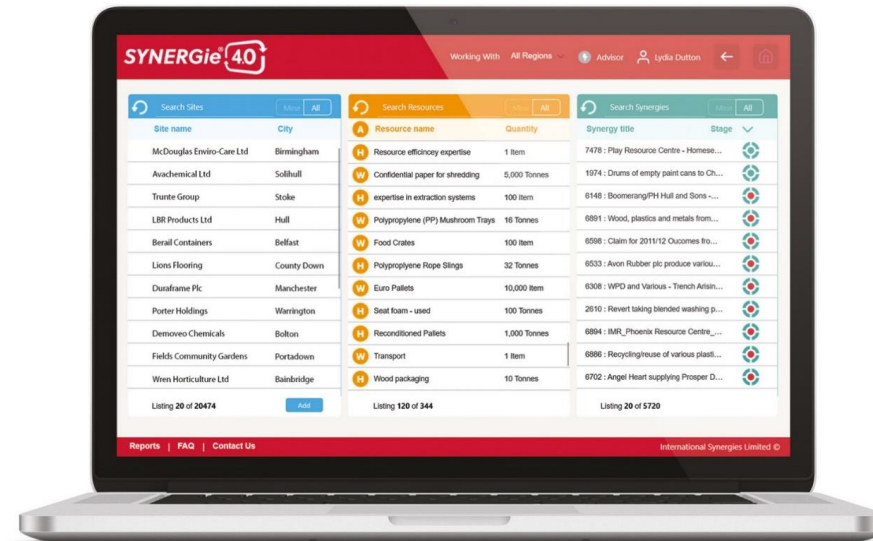 SYNERGie® 4.0
Working With All Regions Advisor Lydia Dutton
Search Sites Mine All
Site name City
McDouglas Enviro-Care Ltd Birmingham
Avachemical Ltd Solihull
Trunte Group Stoke
LBR Products Ltd Hull
Berail Containers Belfast
Lions Flooring County Down
Duraframe Plc Manchester
Porter Holdings Warrington
Demoveo Chemicals Bolton
Fields Community Gardens Portadown
Wren Horticulture Ltd Bainbridge
Listing 20 of 20474 Add
Search Resources Mine All
A Resource name Quantity
H Resource efficincey expertise 1 Item
W Confidential paper for shredding 5,000 Tonnes
H expertise in extraction systems 100 Item
W Polypropylene (PP) Mushroom Trays 16 Tonnes
W Food Crates 100 Item
H Polyproplyene Rope Slings 32 Tonnes
W Euro Pallets 10,000 Item
H Seat foam - used 100 Tonnes
H Reconditioned Pallets 1,000 Tonnes
W Transport 1 Item
H Wood packaging 10 Tonnes
Listing 120 of 344
Search Synergies Mine All
Synergy title Stage
7478 : Play Resource Centre - Homese...
1974 : Drums of empty paint cans to Ch...
6148 : Boomerang/PH Hull and Sons -...
6891 : Wood, plastics and metals from...
6598 : Claim for 2011/12 Oucomes fro...
6533 : Avon Rubber plc produce variou...
6308 : WPD and Various - Trench Arisin...
2610 : Revert taking blended washing p...
6894 : IMR_Phoenix Resource Centre_...
6886 : Recycling/reuse of various plasti...
6702 : Angel Heart supplying Prosper D...
Listing 20 of 5720
Reports | FAQ | Contact Us
International Synergies Limited ©